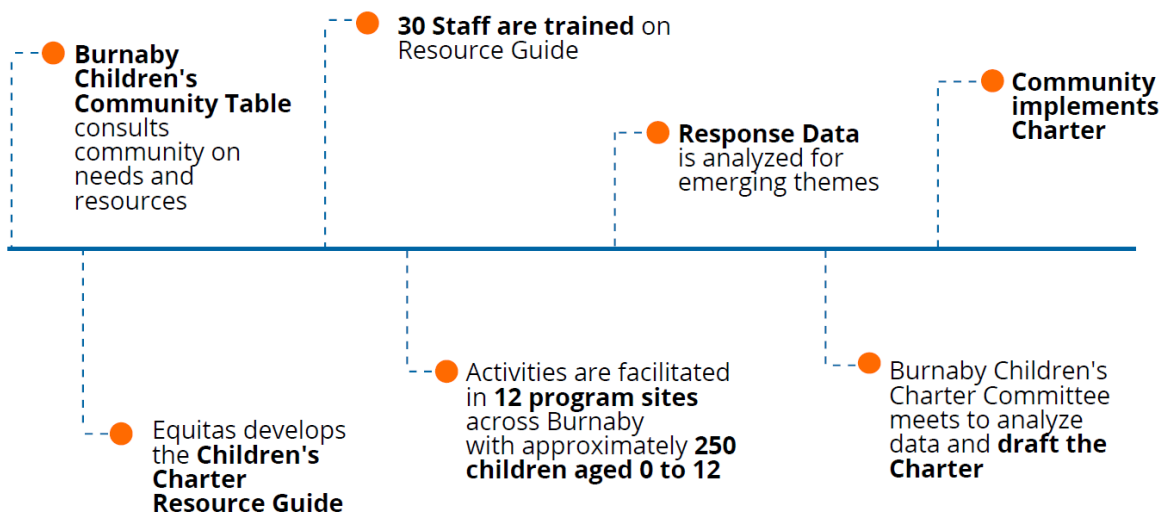 Burnaby
Children's
Community Table
consults
community on
needs and
resources
Equitas develops
the Children's
Charter
Resource Guide
30 Staff are trained on
Resource Guide
Activities are facilitated
in 12 program sites
across Burnaby
with approximately 250
children aged 0 to 12
Response Data
is analyzed for
emerging themes
Burnaby Children's
Charter Committee
meets to analyze
data and draft the
Charter
Community
implements
Charter